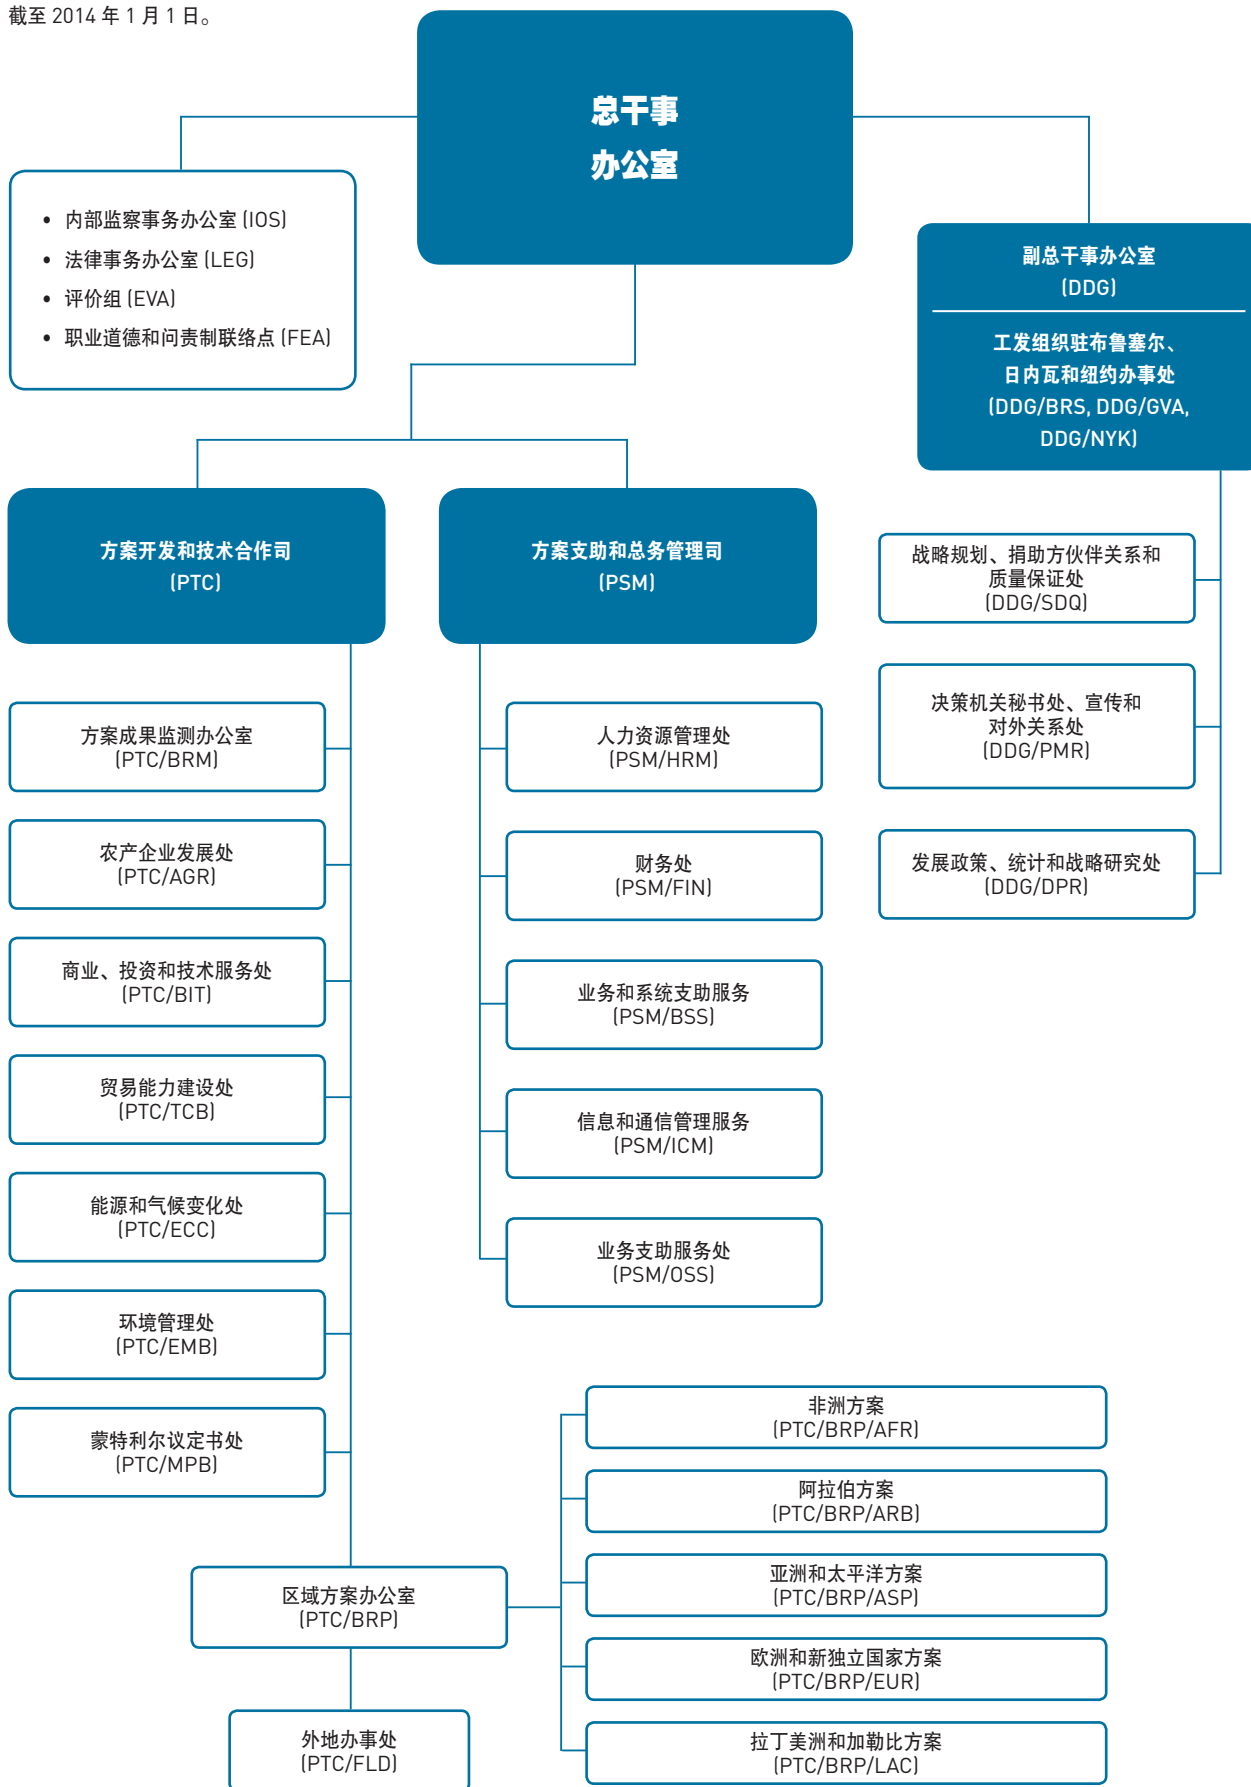 截至 2014 年 1 月 1 日。
总干事
办公室
• 内部监察事务办公室 (IOS)
• 法律事务办公室 (LEG)
• 评价组 (EVA)
• 职业道德和问责制联络点 (FEA)
副总干事办公室
(DDG)
工发组织驻布鲁塞尔、
日内瓦和纽约办事处
(DDG/BRS, DDG/GVA,
DDG/NYK)
方案开发和技术合作司
(PTC)
方案支助和总务管理司
(PSM)
战略规划、捐助方伙伴关系和
质量保证处
(DDG/SDQ)
决策机关秘书处、宣传和
对外关系处
(DDG/PMR)
发展政策、统计和战略研究处
(DDG/DPR)
方案成果监测办公室
(PTC/BRM)
农产企业发展处
(PTC/AGR)
商业、投资和技术服务处
(PTC/BIT)
贸易能力建设处
(PTC/TCB)
能源和气候变化处
(PTC/ECC)
环境管理处
(PTC/EMB)
蒙特利尔议定书处
(PTC/MPB)
人力资源管理处
(PSM/HRM)
财务处
(PSM/FIN)
业务和系统支助服务
(PSM/BSS)
信息和通信管理服务
(PSM/ICM)
业务支助服务处
(PSM/OSS)
区域方案办公室
(PTC/BRP)
外地办事处
(PTC/FLD)
非洲方案
(PTC/BRP/AFR)
阿拉伯方案
(PTC/BRP/ARB)
亚洲和太平洋方案
(PTC/BRP/ASP)
欧洲和新独立国家方案
(PTC/BRP/EUR)
拉丁美洲和加勒比方案
(PTC/BRP/LAC)